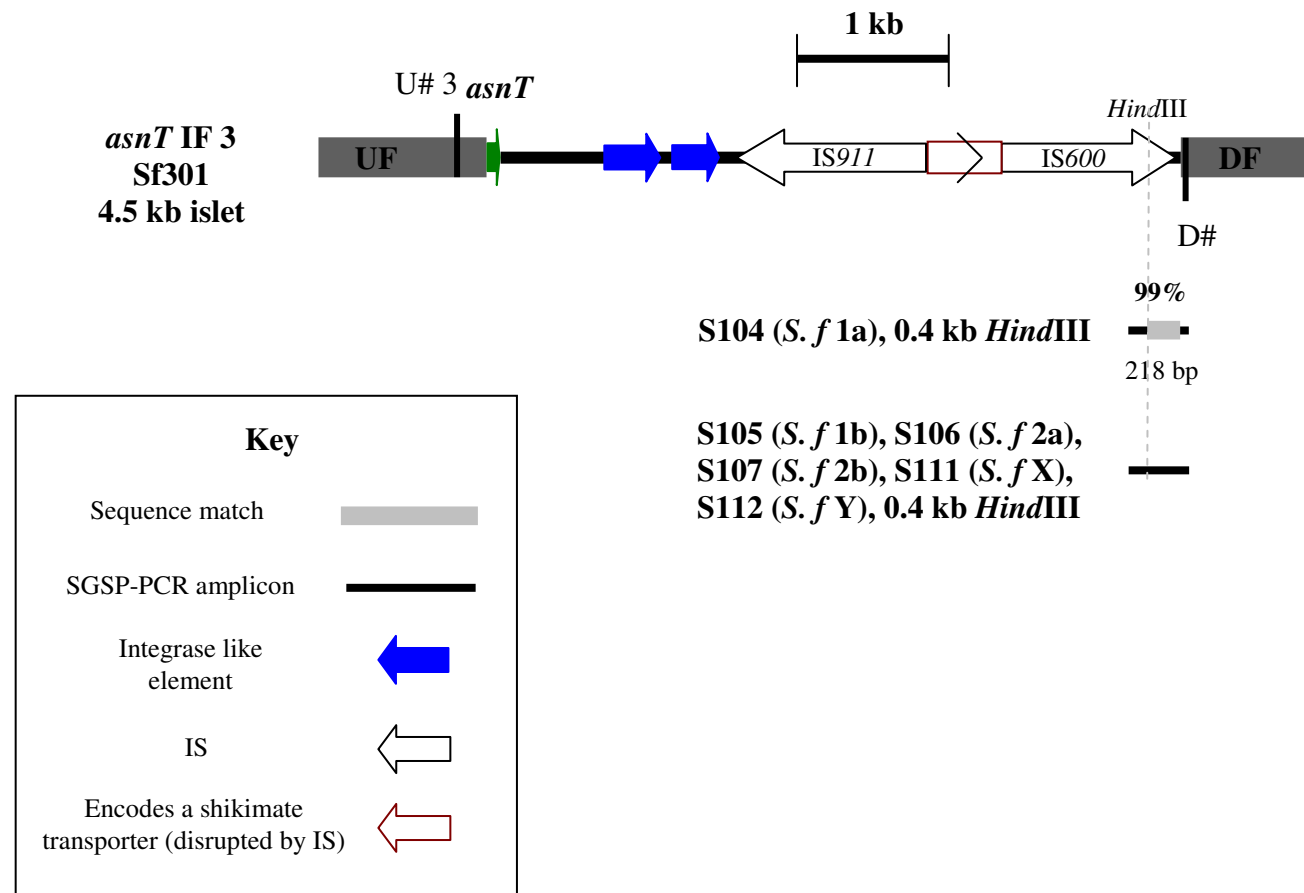 1 kb
U# 3 asnT
HindIII
asnT IF 3
Sf301
4.5 kb islet
UF
IS911
IS600
DF
D#
99%
S104 (S. f 1a), 0.4 kb HindIII
218 bp
S105 (S. f 1b), S106 (S. f 2a),
S107 (S. f 2b), S111 (S. f X),
S112 (S. f Y), 0.4 kb HindIII
Key
Sequence match
SGSP-PCR amplicon
Integrase like
element
IS
Encodes a shikimate
transporter (disrupted by IS)